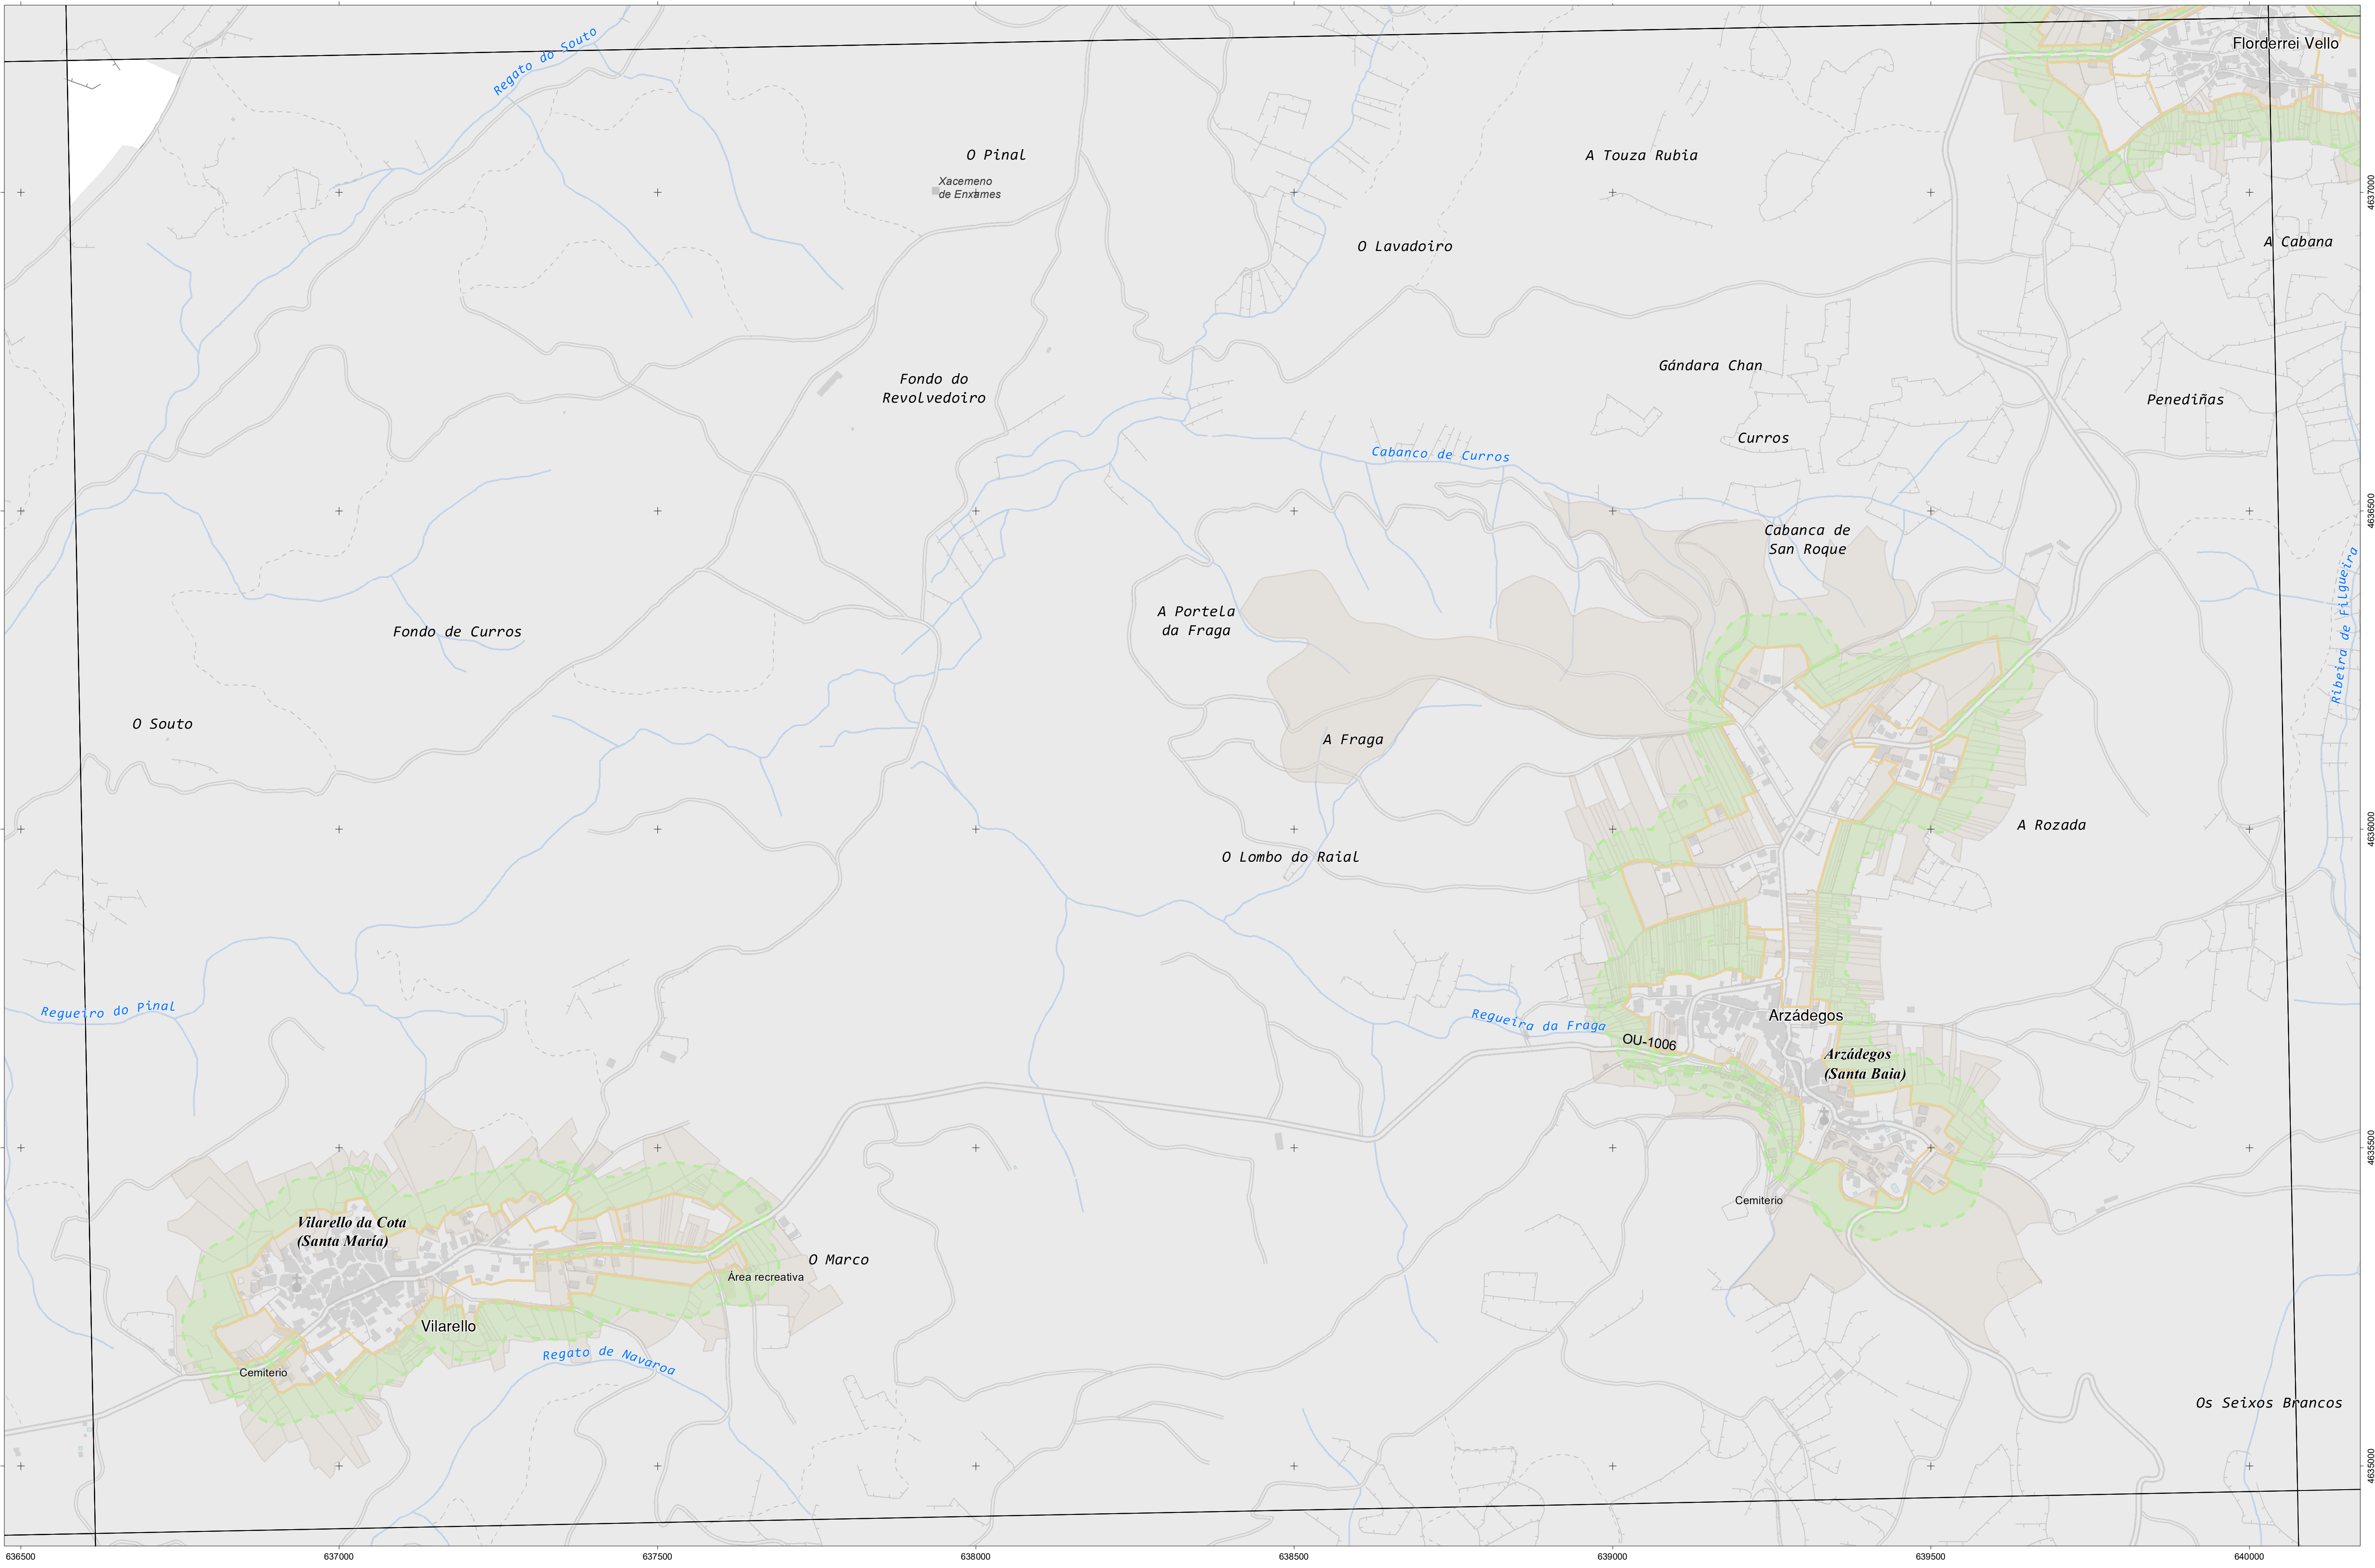 Regato do Souto
Florderrei Vello
O Pinal
A Touza Rubia
Xacemeno
de Enxames
4637000
O Lavadoiro
A Cabana
Gándara Chan
Fondo do
Revolvedoiro
Penediñas
Curros
Cabanco de Curros
4636500
Cabanca de
San Roque
Ribeira de Filgueira
A Portela
da Fraga
Fondo de Curros
O Souto
A Fraga
A Rozada
4636000
O Lombo do Raial
Regueiro do Pinal
Regueira da Fraga
Arzádegos
OU-1006
Arzádegos
(Santa Baia)
4635500
Cemiterio
Vilarello da Cota
(Santa María)
O Marco
Área recreativa
Vilarello
Regato de Navaroa
Cemiterio
Os Seixos Brancos
4635000
636500
637000
637500
638000
638500
639000
639500
640000